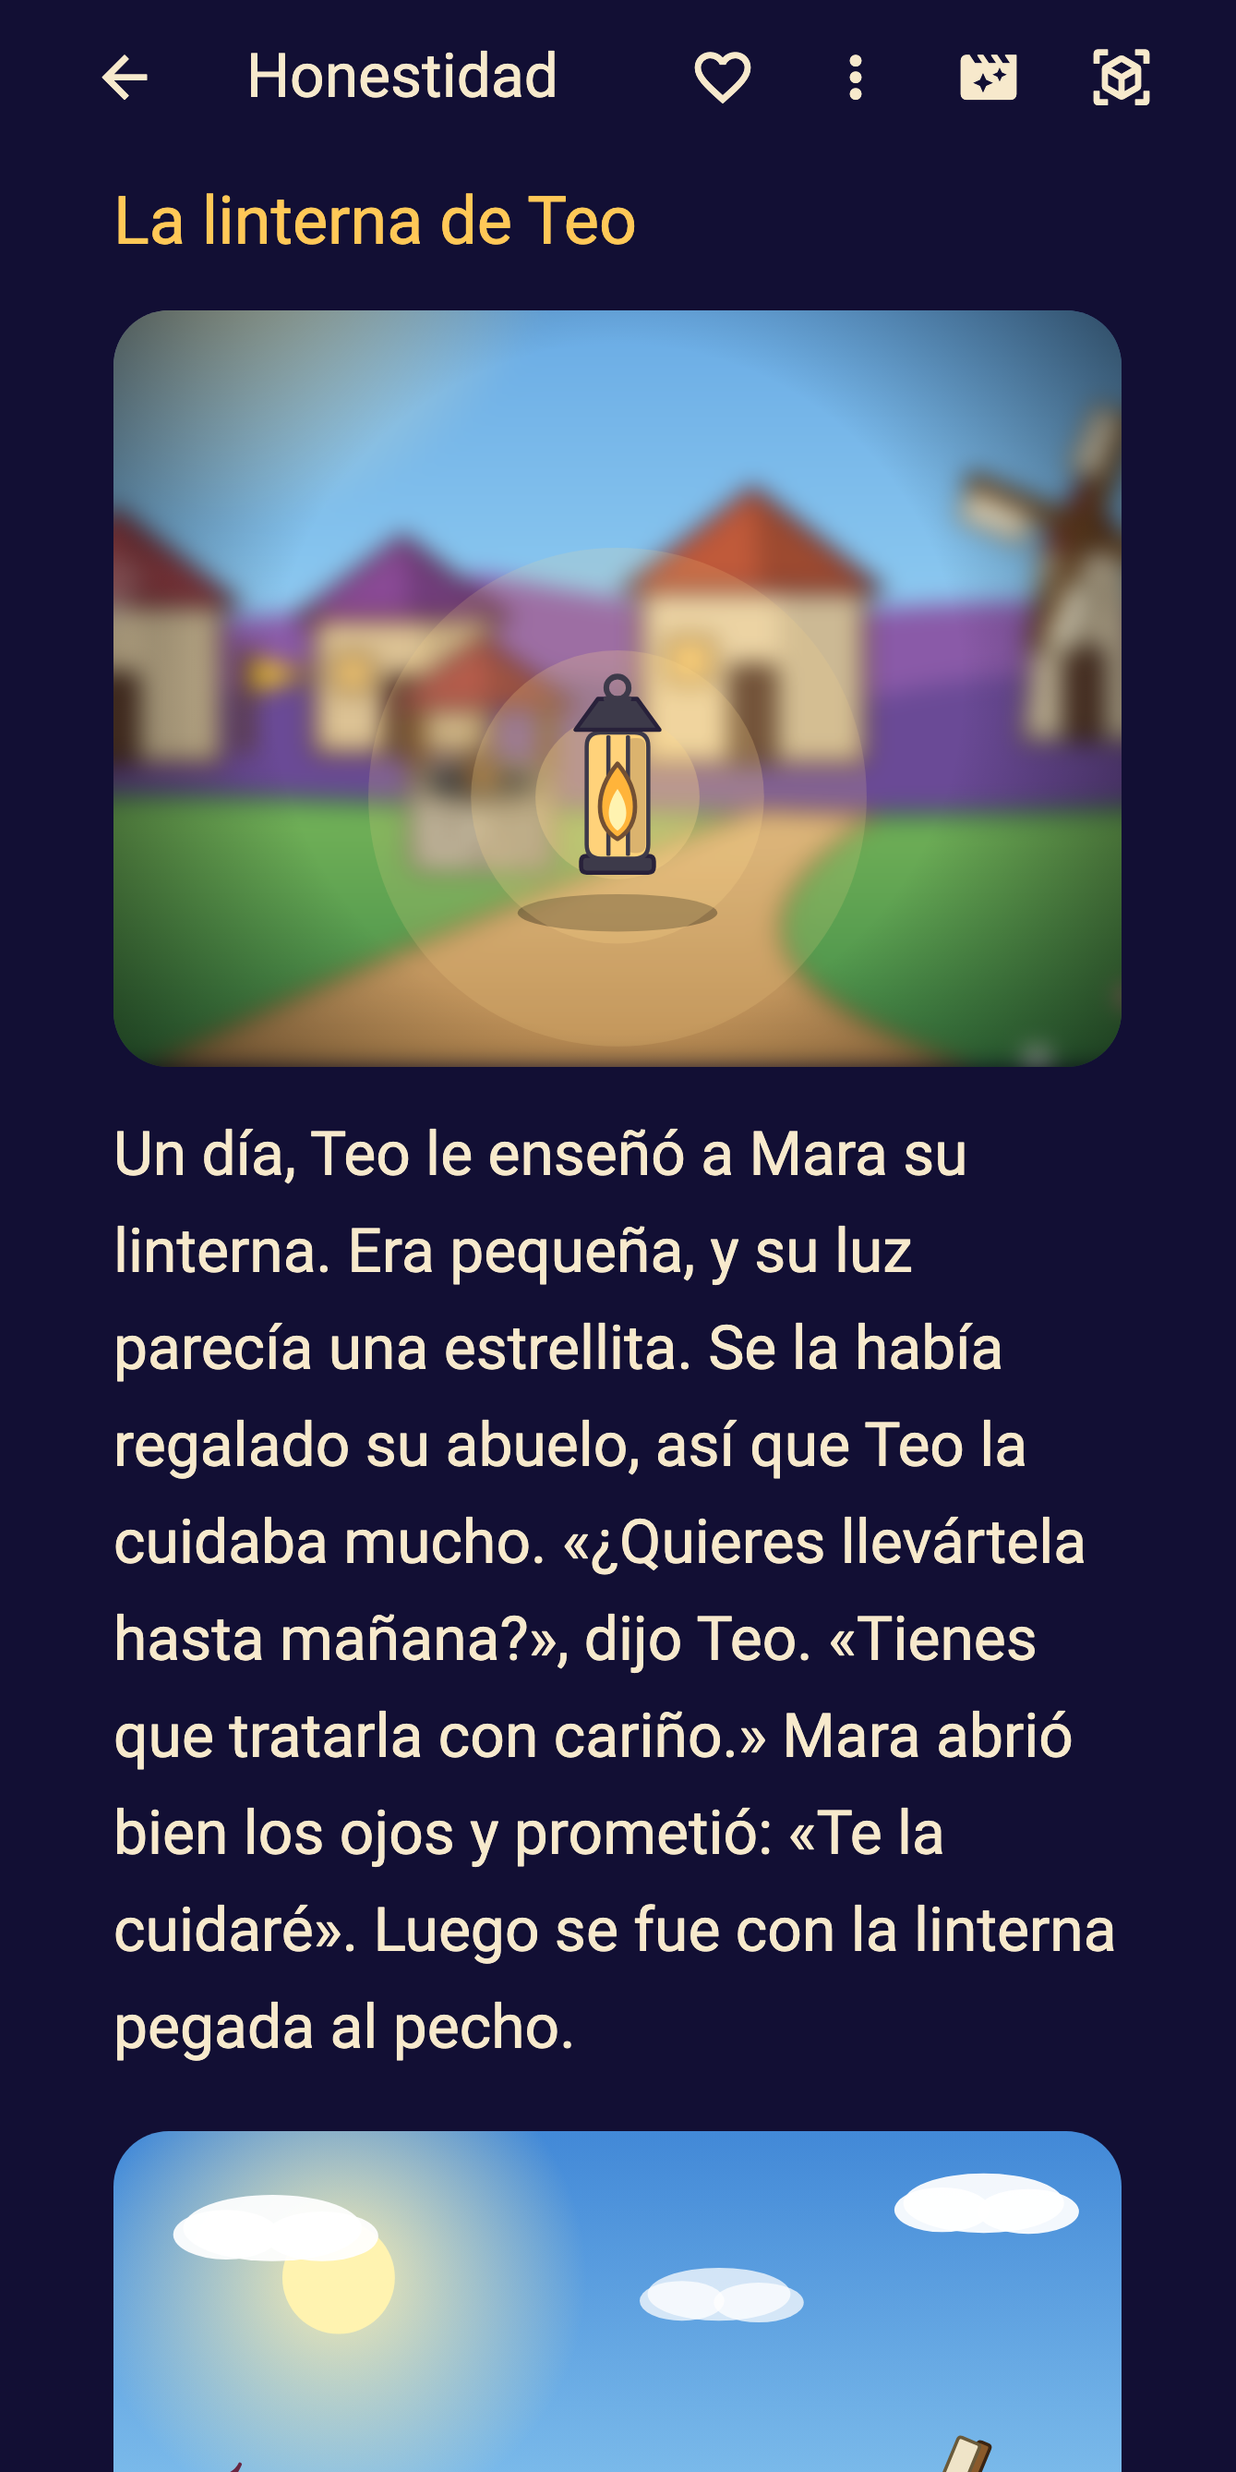 Honestidad
La linterna de Teo
Un día, Teo le enseñó a Mara su
linterna. Era pequeña, y su luz
parecía una estrellita. Se la había
regalado su abuelo, así que Teo la
cuidaba mucho. «¿Quieres llevártela
hasta mañana?», dijo Teo. «Tienes
que tratarla con cariño.» Mara abrió
bien los ojos y prometió: «Te la
cuidaré». Luego se fue con la linterna
pegada al pecho.